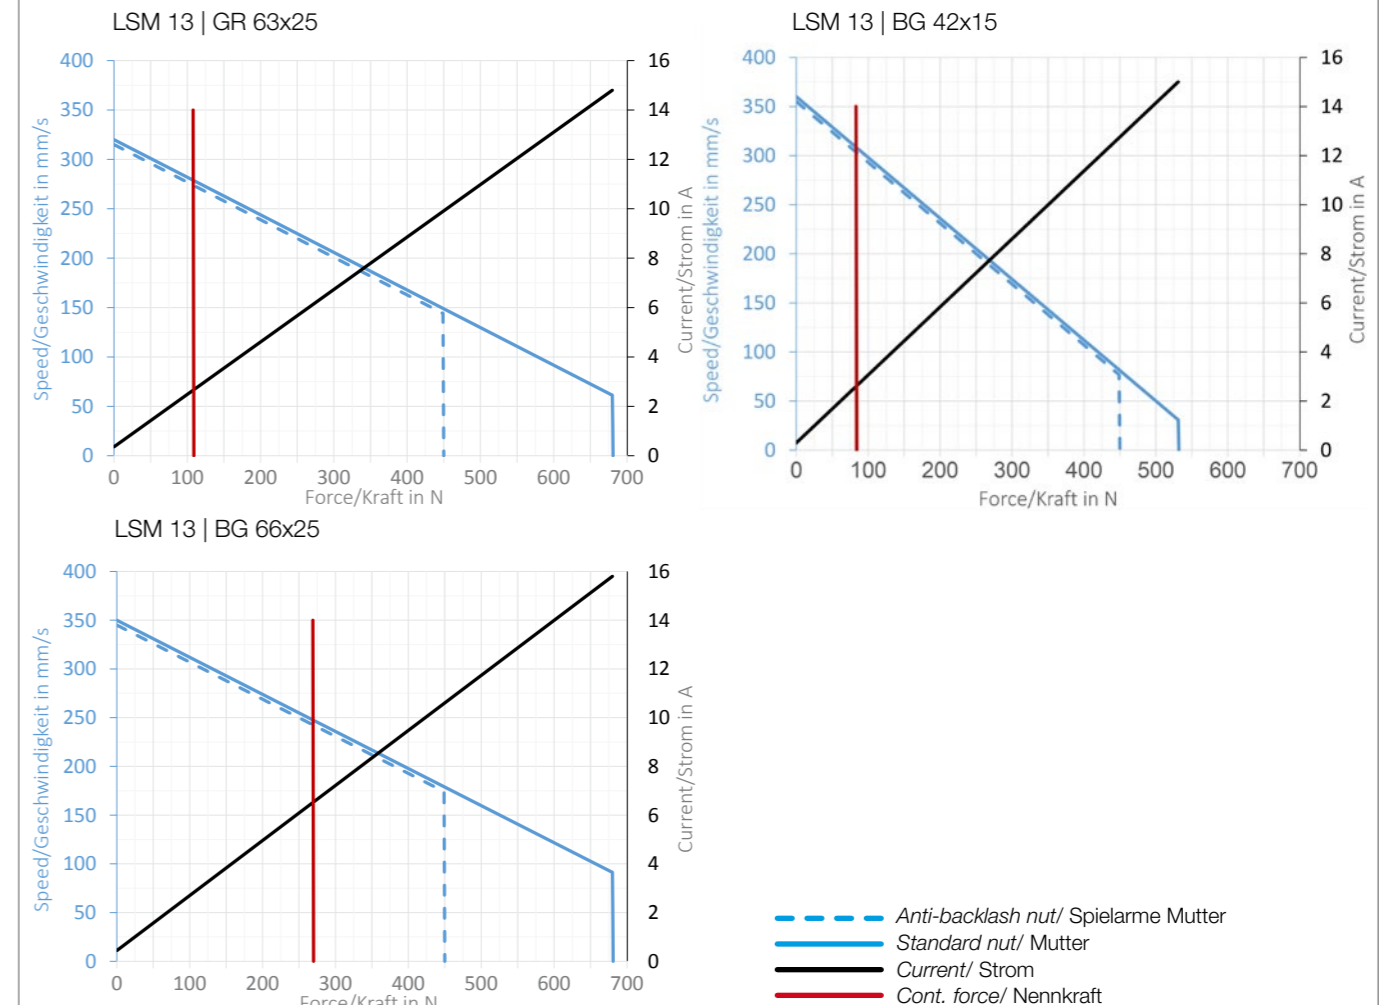 LSM 13 | GR 63x25
400
350
300
250
200
150
100
50
0
Speed/Geschwindigkeit in mm/s
16
14
12
10
8
6
4
2
0
Current/Strom in A
0 100 200 300 400 500 600 700
Force/Kraft in N
LSM 13 | BG 42x15
400
350
300
250
200
150
100
50
0
Speed/Geschwindigkeit in mm/s
16
14
12
10
8
6
4
2
0
Current/Strom in A
0 100 200 300 400 500 600 700
Force/Kraft in N
LSM 13 | BG 66x25
400
350
300
250
200
150
100
50
0
Speed/Geschwindigkeit in mm/s
16
14
12
10
8
6
4
2
0
Current/Strom in A
0 100 200 300 400 500 600 700
Force/Kraft in N
Anti-backlash nut/ Spielarme Mutter
Standard nut/ Mutter
Current/ Strom
Cont. force/ Nennkraft